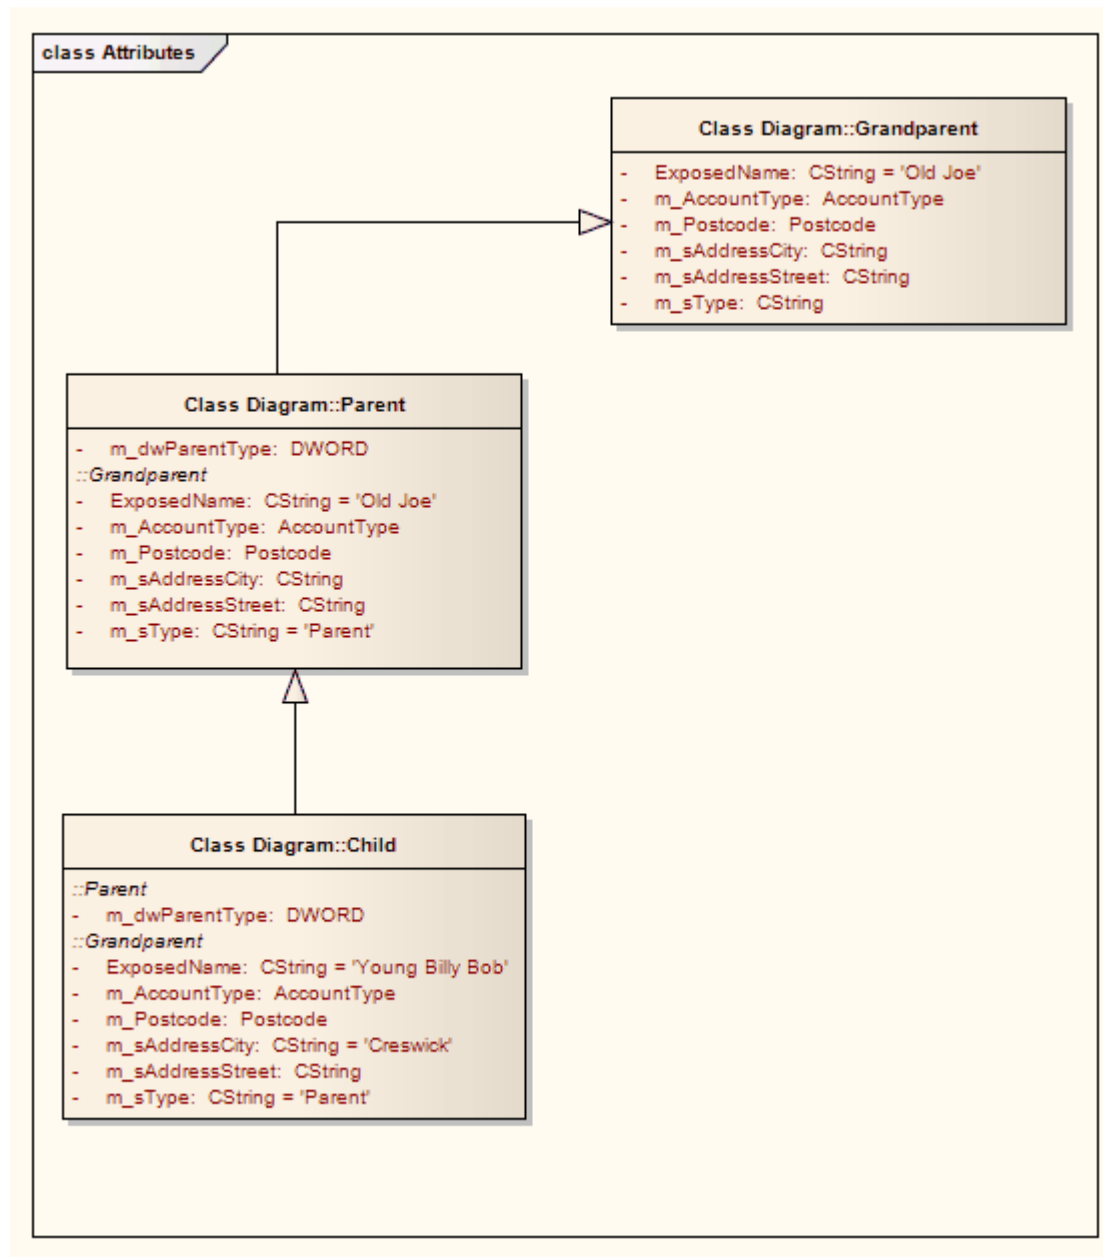 class Attributes
Class Diagram::Grandparent
- ExposedName: CString = 'Old Joe'
- m_AccountType: AccountType
- m_Postcode: Postcode
- m_sAddressCity: CString
- m_sAddressStreet: CString
- m_sType: CString
Class Diagram::Parent
- m_dwParentType: DWORD
::Grandparent
- ExposedName: CString = 'Old Joe'
- m_AccountType: AccountType
- m_Postcode: Postcode
- m_sAddressCity: CString
- m_sAddressStreet: CString
- m_sType: CString = 'Parent'
Class Diagram::Child
::Parent
- m_dwParentType: DWORD
::Grandparent
- ExposedName: CString = 'Young Billy Bob'
- m_AccountType: AccountType
- m_Postcode: Postcode
- m_sAddressCity: CString = 'Creswick'
- m_sAddressStreet: CString
- m_sType: CString = 'Parent'